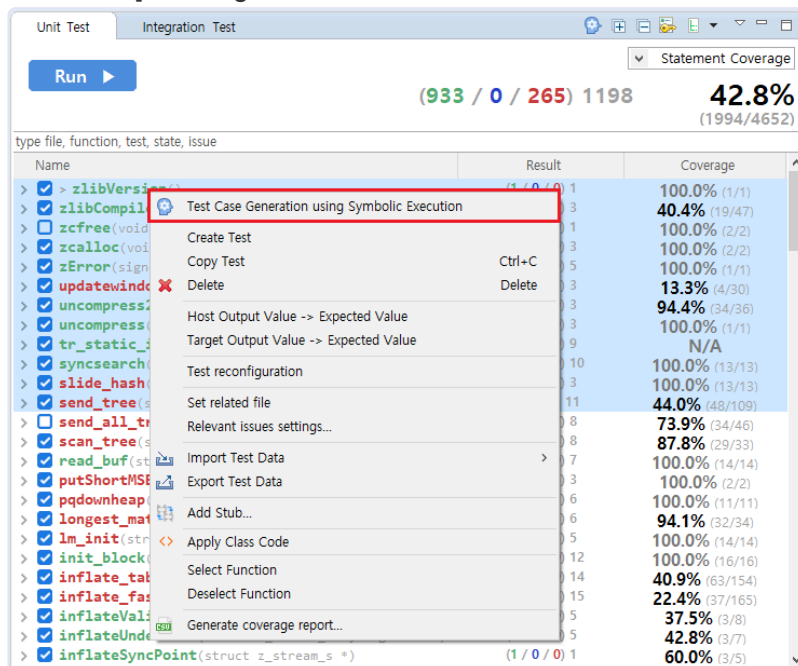 Unit Test Integration Test
Statement Coverage
Run
(933 / 0 / 265) 1198 42.8%
(1994/4652)
type file, function, test, state, issue
Name Result Coverage
> zlibVersion() (1 / 0 / 0) 1 100.0% (1/1)
zlibCompil ) 3 40.4% (19/47)
Test Case Generation using Symbolic Execution
zcfree(void ) 1 100.0% (2/2)
zcalloc(voi ) 3 100.0% (2/2)
Create Test
zError(sign ) 5 100.0% (1/1)
Copy Test Ctrl+C
updatewindo ) 3 13.3% (4/30)
Delete Delete
uncompress2 ) 3 94.4% (34/36)
Host Output Value -> Expected Value
uncompress( ) 3 100.0% (1/1)
Target Output Value -> Expected Value
tr_static_i ) 9 N/A
syncsearch( ) 10 100.0% (13/13)
Test reconfiguration
slide_hash( ) 3 100.0% (13/13)
send_tree(s ) 11 44.0% (48/109)
Set related file
send_all_tr ) 8 73.9% (34/46)
Relevant issues settings...
scan_tree(s ) 8 87.8% (29/33)
read_buf(st ) 7 100.0% (14/14)
Import Test Data
putShortMSB ) 3 100.0% (2/2)
Export Test Data
pqdownheap( ) 6 100.0% (11/11)
longest_mat ) 6 94.1% (32/34)
Add Stub...
lm_init(str ) 5 100.0% (14/14)
Apply Class Code
init_block( ) 12 100.0% (16/16)
Select Function
inflate_tab ) 14 40.9% (63/154)
Deselect Function
inflate_fas ) 15 22.4% (37/165)
inflateVali ) 5 37.5% (3/8)
Generate coverage report...
inflateUnde ) 5 42.8% (3/7)
inflateSyncPoint(struct z_stream_s *) (1 / 0 / 0) 1 60.0% (3/5)